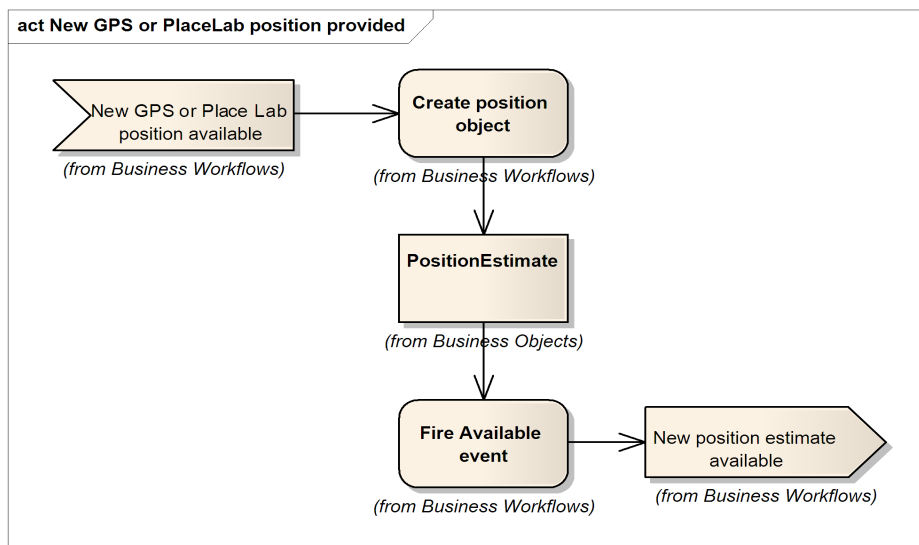 act New GPS or PlaceLab position provided
New GPS or Place Lab
position available
(from Business Workflows)
Create position
object
(from Business Workflows)
PositionEstimate
(from Business Objects)
Fire Available
event
(from Business Workflows)
New position estimate
available
(from Business Workflows)